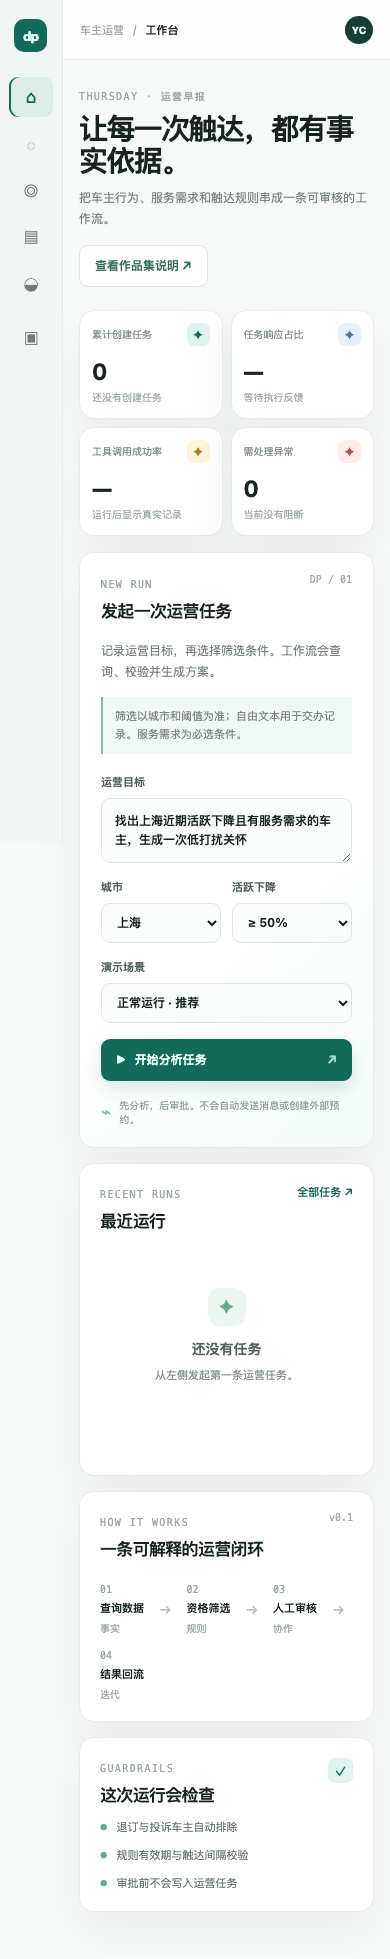 dp
车主运营 / 工作台
YC
THURSDAY · 运营早报
让每一次触达，都有事
实依据。
把车主行为、服务需求和触达规则串成一条可审核的工
作流。
查看作品集说明 ↗
累计创建任务
0
还没有创建任务
任务响应占比
—
等待执行反馈
工具调用成功率
—
运行后显示真实记录
需处理异常
0
当前没有阻断
NEW RUN
DP / 01
发起一次运营任务
记录运营目标，再选择筛选条件。工作流会查
询、校验并生成方案。
筛选以城市和阈值为准；自由文本用于交办记
录。服务需求为必选条件。
运营目标
找出上海近期活跃下降且有服务需求的车
主，生成一次低打扰关怀
城市
活跃下降
上海
≥ 50%
演示场景
正常运行 · 推荐
开始分析任务 ↗
先分析，后审批。不会自动发送消息或创建外部预
约。
RECENT RUNS
全部任务 ↗
最近运行
还没有任务
从左侧发起第一条运营任务。
HOW IT WORKS
v0.1
一条可解释的运营闭环
01
查询数据
事实
→
02
资格筛选
规则
→
03
人工审核
协作
→
04
结果回流
迭代
GUARDRAILS
这次运行会检查
退订与投诉车主自动排除
规则有效期与触达间隔校验
审批前不会写入运营任务